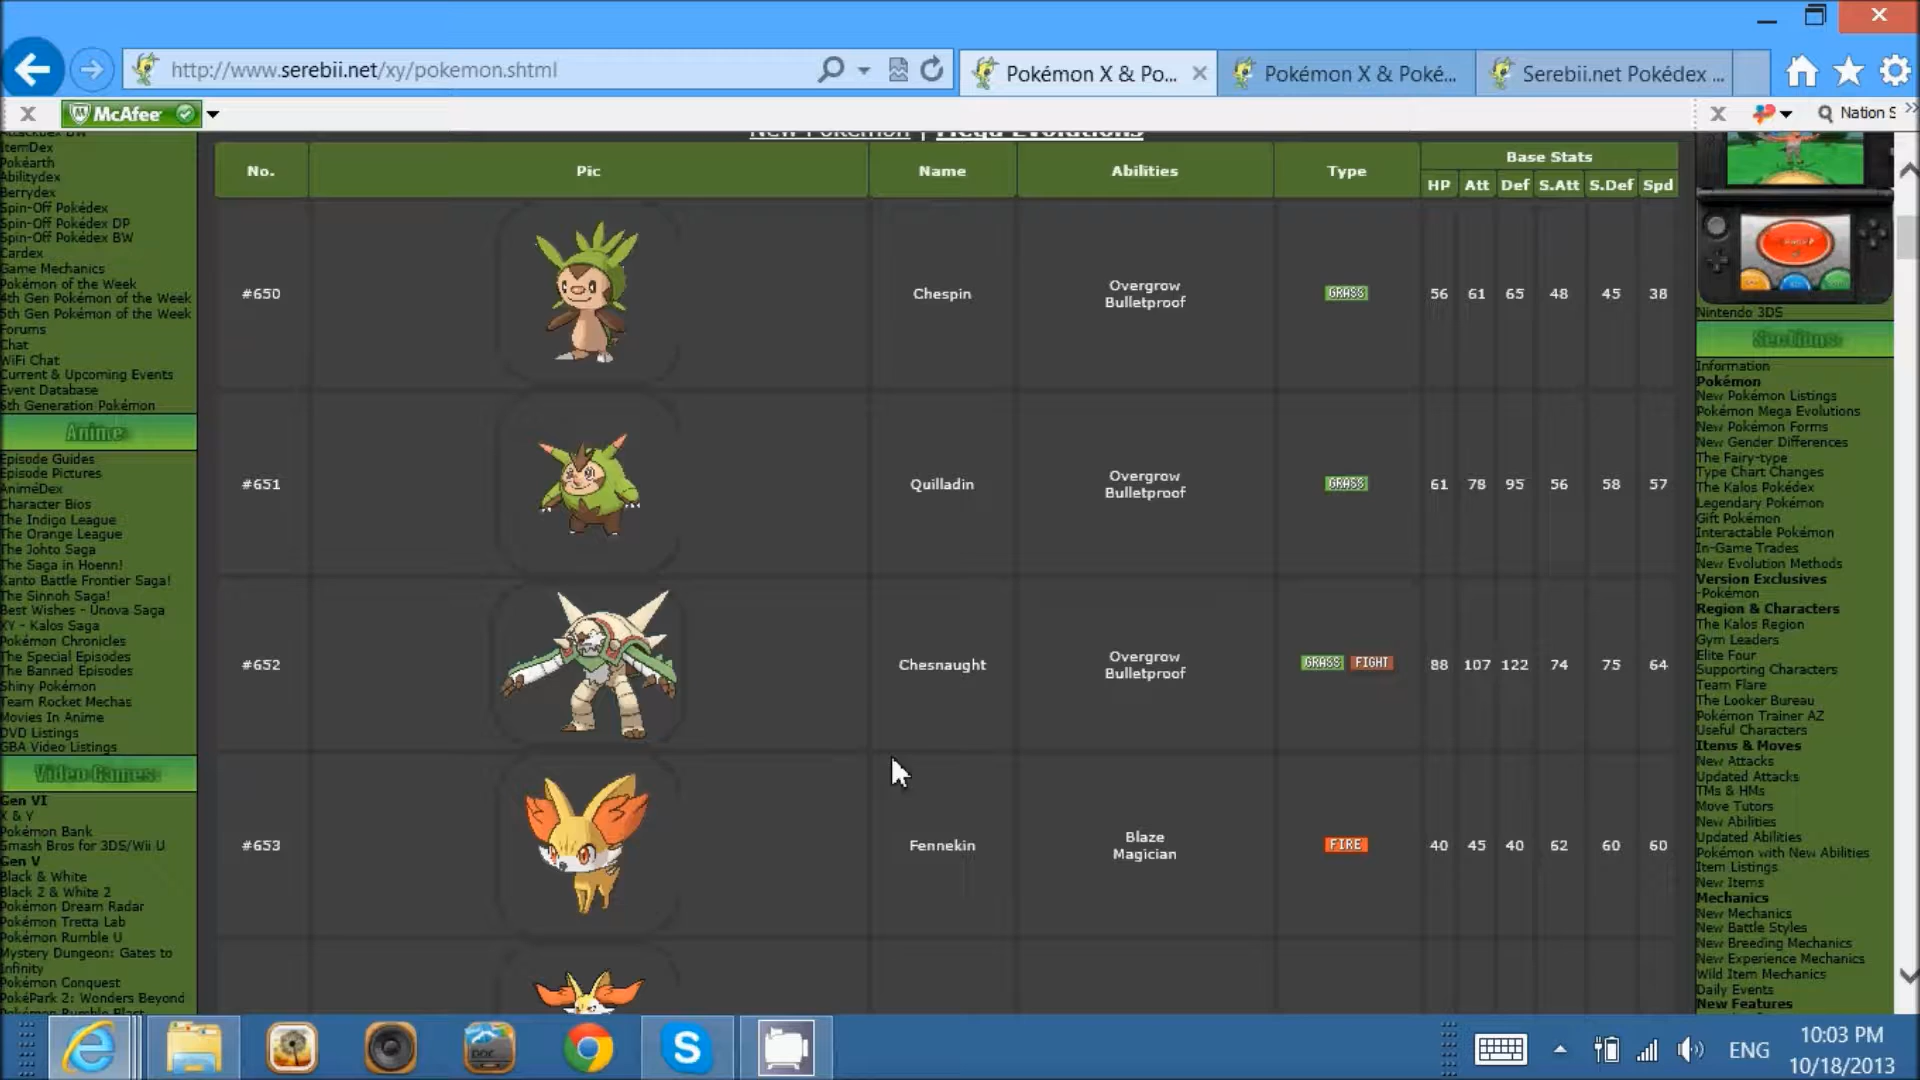 http://www.serebii.net/xy/pokemon.shtml
Pokémon X & Po...
Pokémon X & Poké...
Serebii.net Pokédex ...
McAfee
Nation S
AttackDex BW
ItemDex
Pokéarth
Abilitydex
Berrydex
Spin-Off Pokédex
Spin-Off Pokédex DP
Spin-Off Pokédex BW
Cardex
Game Mechanics
Pokémon of the Week
4th Gen Pokémon of the Week
5th Gen Pokémon of the Week
Forums
Chat
WiFi Chat
Current & Upcoming Events
Event Database
6th Generation Pokémon
Anime
Episode Guides
Episode Pictures
AniméDex
Character Bios
The Indigo League
The Orange League
The Johto Saga
The Saga in Hoenn!
Kanto Battle Frontier Saga!
The Sinnoh Saga!
Best Wishes - Unova Saga
XY - Kalos Saga
Pokémon Chronicles
The Special Episodes
The Banned Episodes
Shiny Pokémon
Team Rocket Mechas
Movies In Anime
DVD Listings
GBA Video Listings
Video Games
Gen VI
X & Y
Pokémon Bank
Smash Bros for 3DS/Wii U
Gen V
Black & White
Black 2 & White 2
Pokémon Dream Radar
Pokémon Tretta Lab
Pokémon Rumble U
Mystery Dungeon: Gates to
Infinity
Pokémon Conquest
PokéPark 2: Wonders Beyond
Pokémon Rumble Blast
New Pokémon | Mega Evolutions
No. Pic Name Abilities Type Base Stats
HP Att Def S.Att S.Def Spd
#650 Chespin Overgrow Bulletproof GRASS 56 61 65 48 45 38
#651 Quilladin Overgrow Bulletproof GRASS 61 78 95 56 58 57
#652 Chesnaught Overgrow Bulletproof GRASS FIGHT 88 107 122 74 75 64
#653 Fennekin Blaze Magician FIRE 40 45 40 62 60 60
Nintendo 3DS
Sections
Information
Pokémon
New Pokémon Listings
Pokémon Mega Evolutions
New Pokémon Forms
New Gender Differences
The Fairy-type
Type Chart Changes
The Kalos Pokédex
Legendary Pokémon
Gift Pokémon
Interactable Pokémon
In-Game Trades
New Evolution Methods
Version Exclusives
-Pokémon
Region & Characters
The Kalos Region
Gym Leaders
Elite Four
Supporting Characters
Team Flare
The Looker Bureau
Pokémon Trainer AZ
Useful Characters
Items & Moves
New Attacks
Updated Attacks
TMs & HMs
Move Tutors
New Abilities
Updated Abilities
Pokémon with New Abilities
Item Listings
New Items
Mechanics
New Mechanics
New Battle Styles
New Breeding Mechanics
New Experience Mechanics
Wild Item Mechanics
Daily Events
New Features
DOC
ENG
10:03 PM
10/18/2013